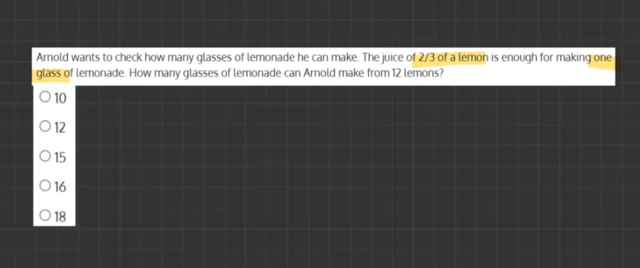 Arnold wants to check how many glasses of lemonade he can make. The juice of 2/3 of a lemon is enough for making one
glass of lemonade. How many glasses of lemonade can Arnold make from 12 lemons?
10
12
15
16
18